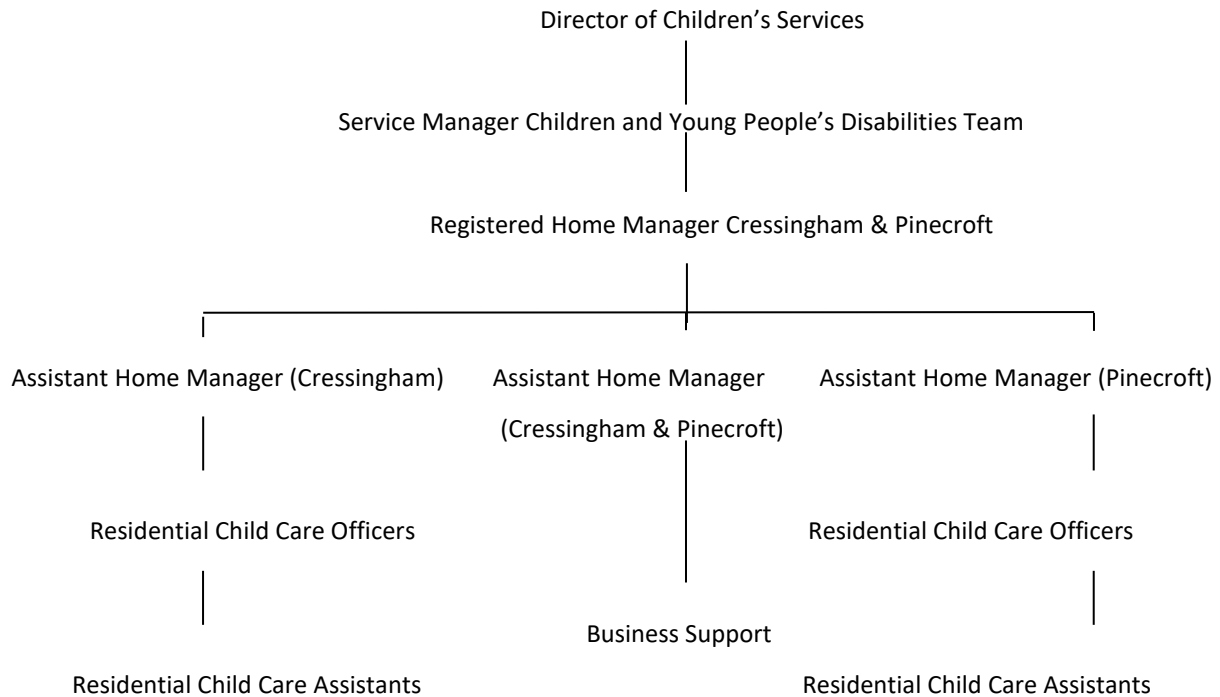 Director of Children’s Services
Service Manager Children and Young People’s Disabilities Team
Registered Home Manager Cressingham & Pinecroft
Assistant Home Manager (Cressingham)
Assistant Home Manager
(Cressingham & Pinecroft)
Assistant Home Manager (Pinecroft)
Residential Child Care Officers
Residential Child Care Officers
Business Support
Residential Child Care Assistants
Residential Child Care Assistants